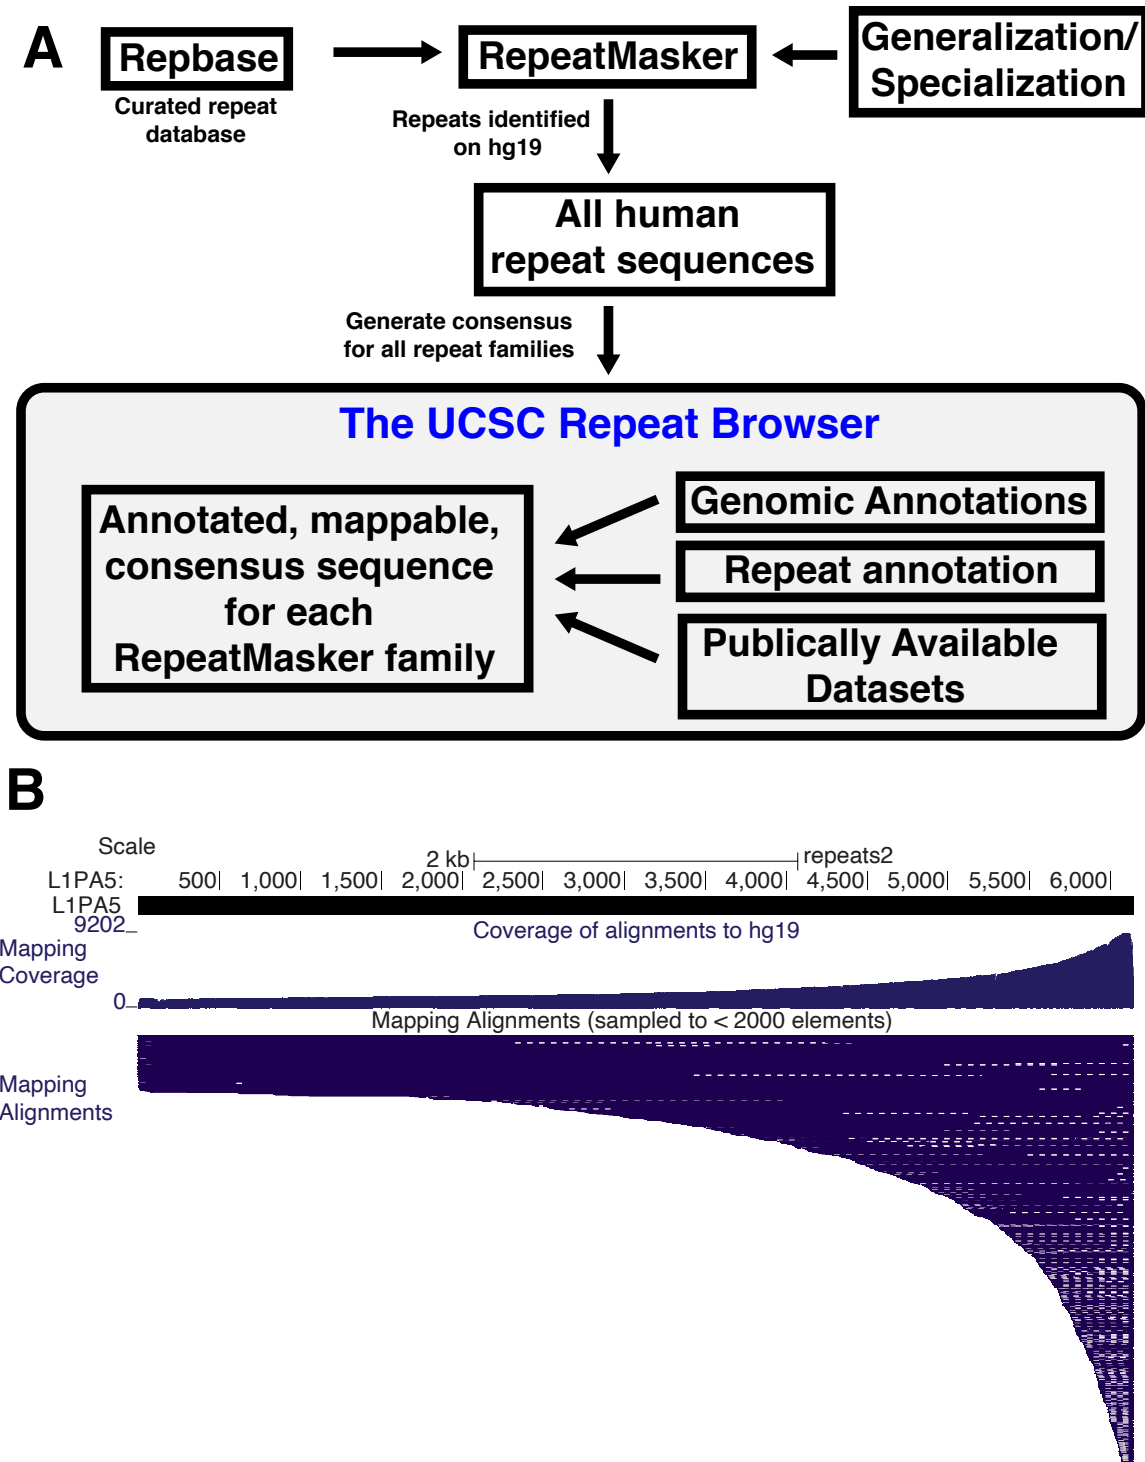 A
Repbase
Curated repeat
database
RepeatMasker
Generalization/
Specialization
Repeats identified
on hg19
All human
repeat sequences
Generate consensus
for all repeat families
The UCSC Repeat Browser
Annotated, mappable,
consensus sequence
for each
RepeatMasker family
Genomic Annotations
Repeat annotation
Publically Available
Datasets
B
Scale
2 kb
repeats2
L1PA5: 500| 1,000| 1,500| 2,000| 2,500| 3,000| 3,500| 4,000| 4,500| 5,000| 5,500| 6,000|
L1PA5
9202_
Coverage of alignments to hg19
Mapping
Coverage
0_
Mapping Alignments (sampled to < 2000 elements)
Mapping
Alignments